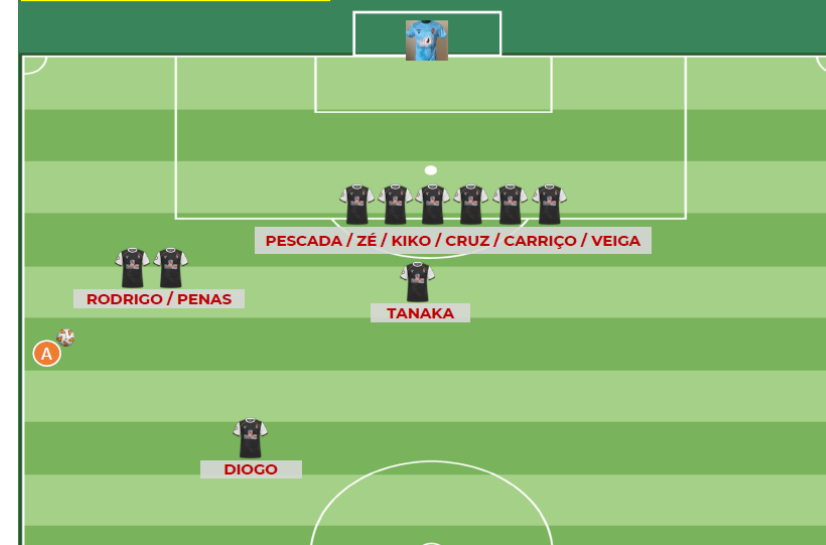 PESCADA / ZÉ / KIKO / CRUZ / CARRIÇO / VEIGA
RODRIGO / PENAS
TANAKA
A
DIOGO